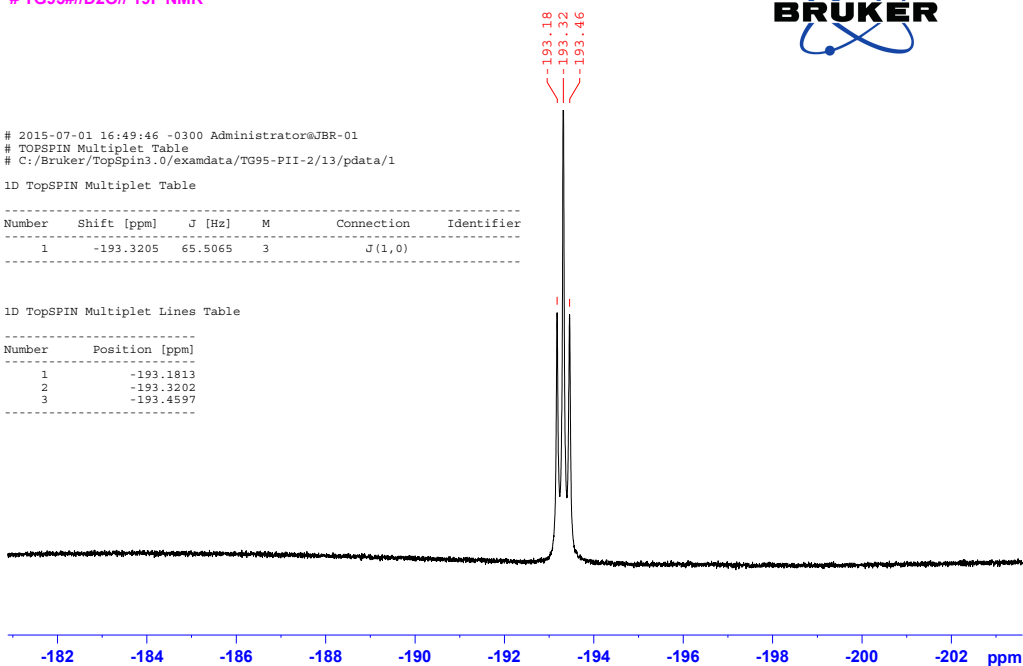 BRUKER
-193.18
-193.32
-193.46
# 2015-07-01 16:49:46 -0300 Administrator@JBR-01
# TOPSPIN Multiplet Table
# C:/Bruker/TopSpin3.0/examdata/TG95-PII-2/13/pdata/1
1D TopSPIN Multiplet Table
Number Shift [ppm] J [Hz] M Connection Identifier
1 -193.3205 65.5065 3 J(1,0)
1D TopSPIN Multiplet Lines Table
Number Position [ppm]
1 -193.1813
2 -193.3202
3 -193.4597
-182 -184 -186 -188 -190 -192 -194 -196 -198 -200 -202 ppm